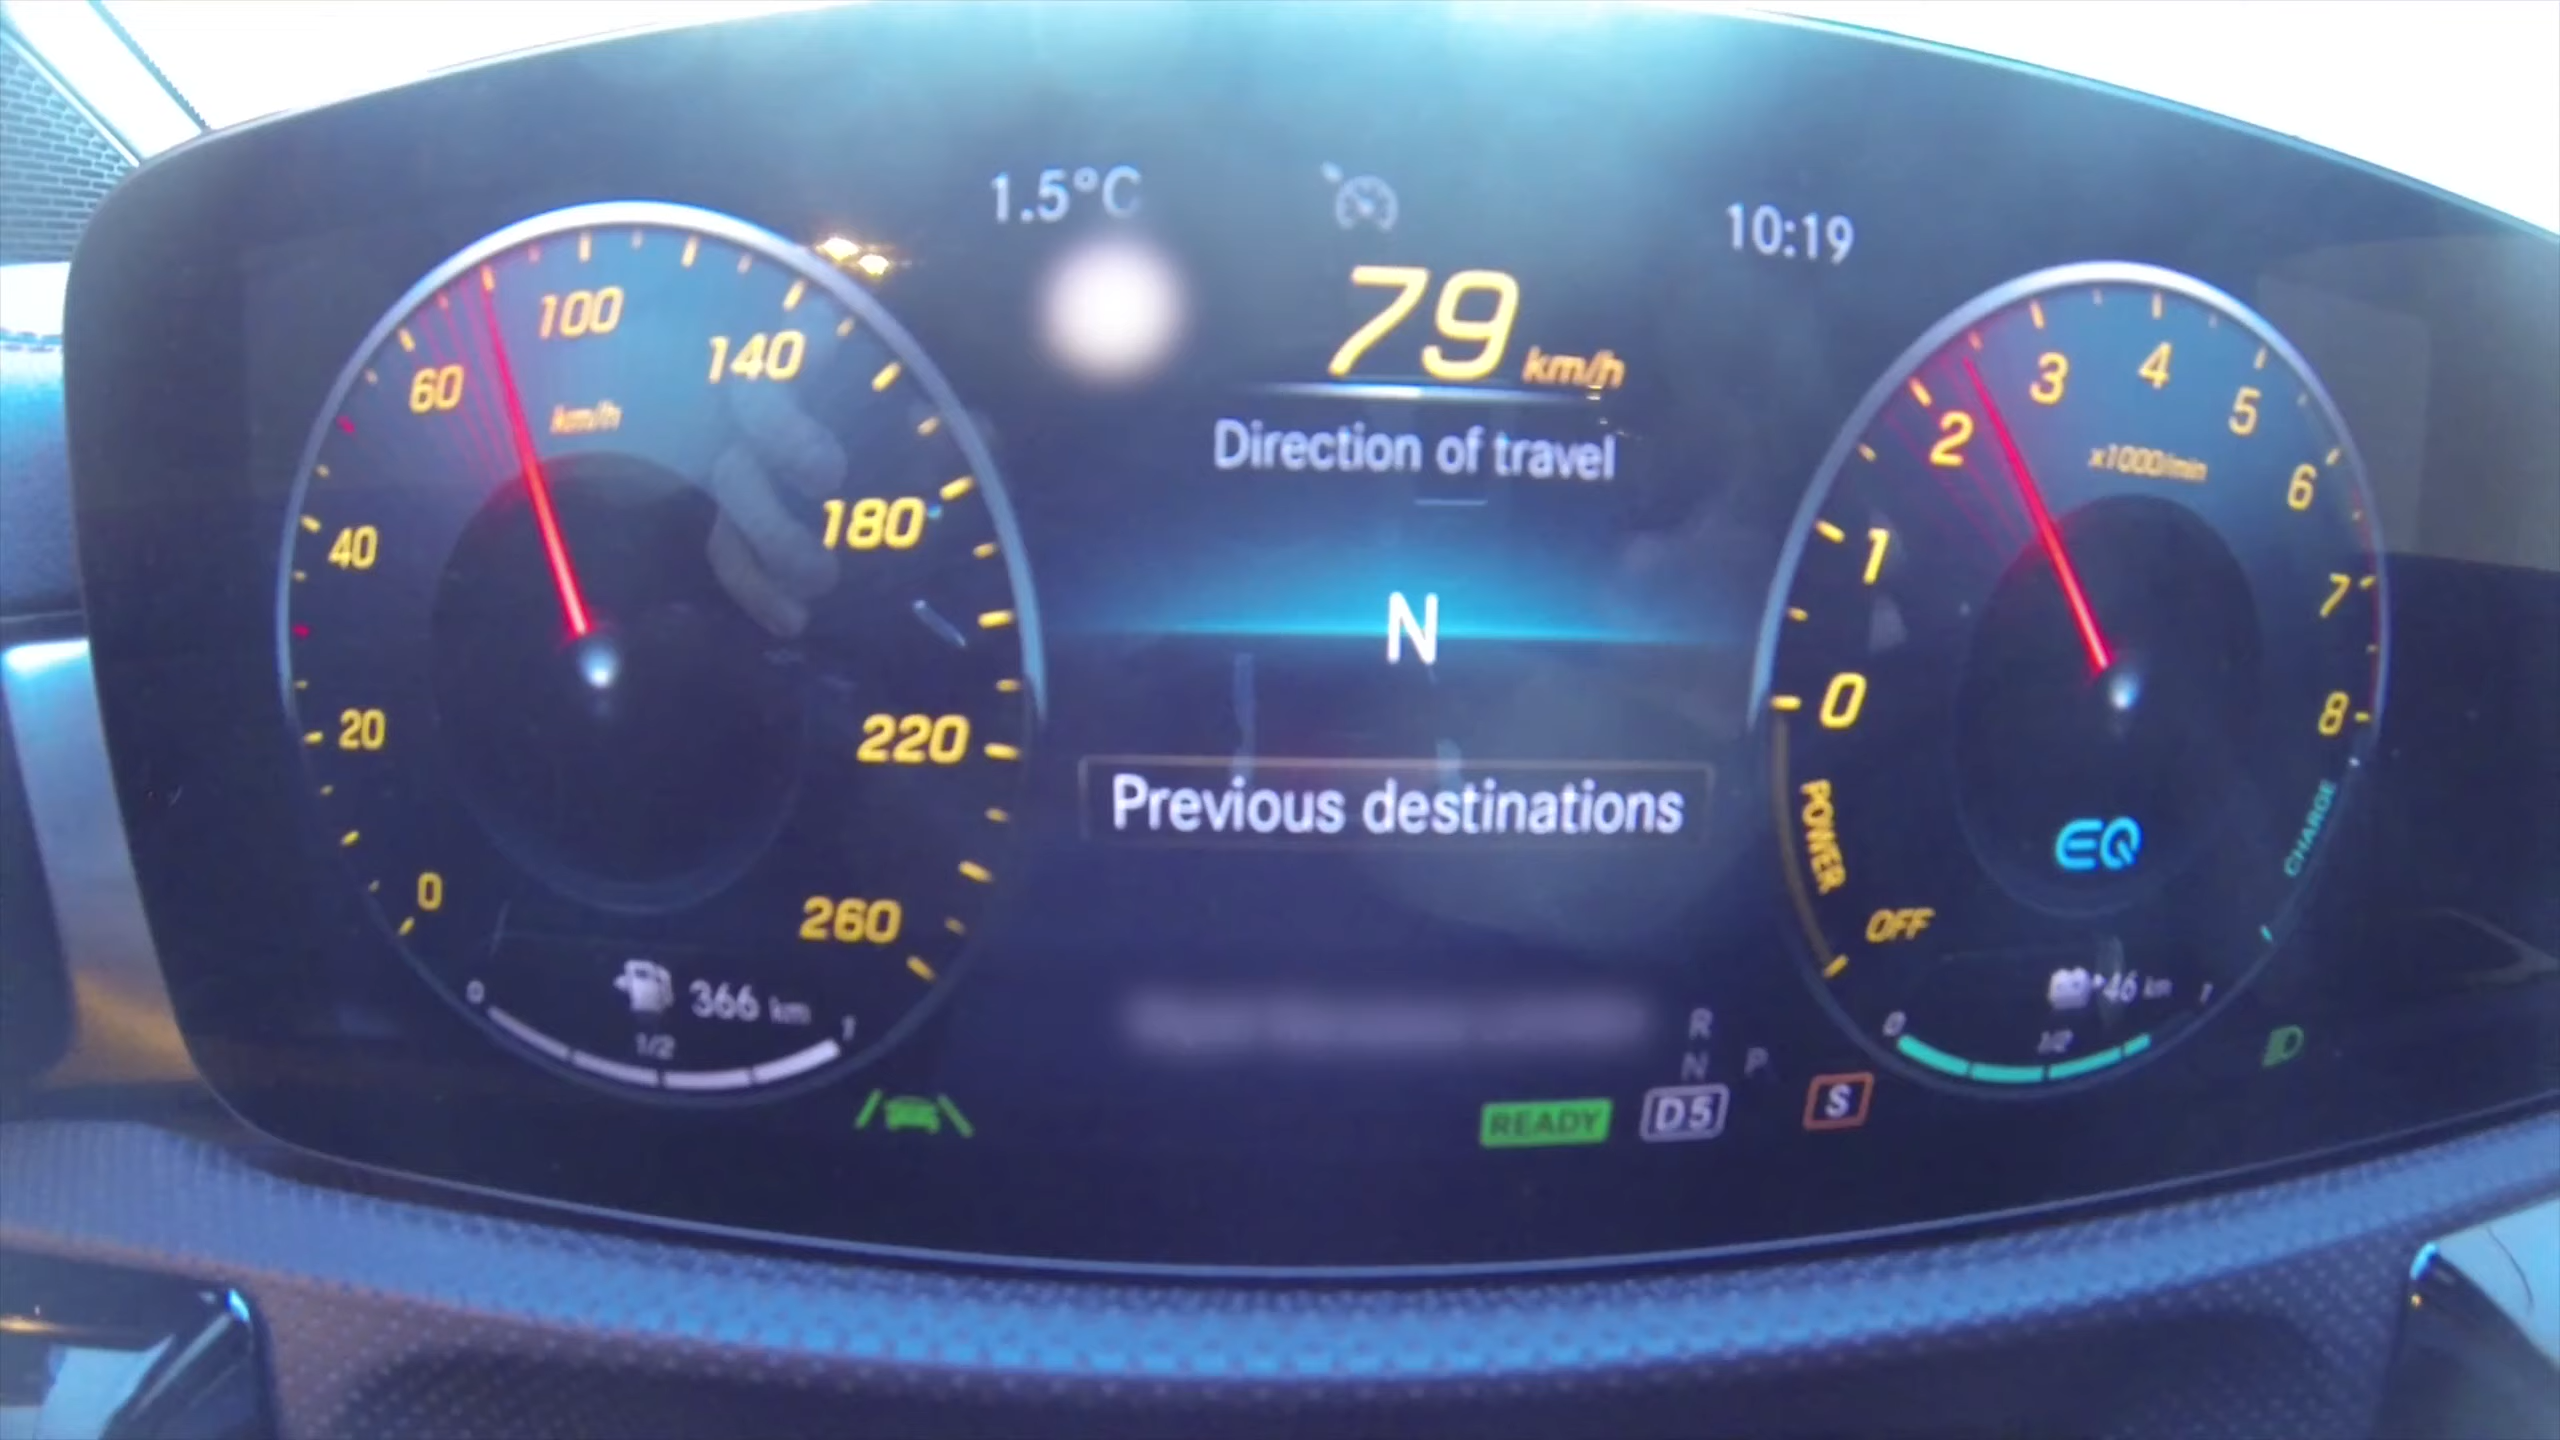 1.5°C
10:19
79 km/h
Direction of travel
N
Previous destinations
0
20
40
60
100
140
180
220
260
km/h
366 km
0
1/2
1
0
1
2
3
4
5
6
7
8
x1000/min
POWER
OFF
CHARGE
EQ
46 km
0
1/2
1
R
N P
READY D5 S